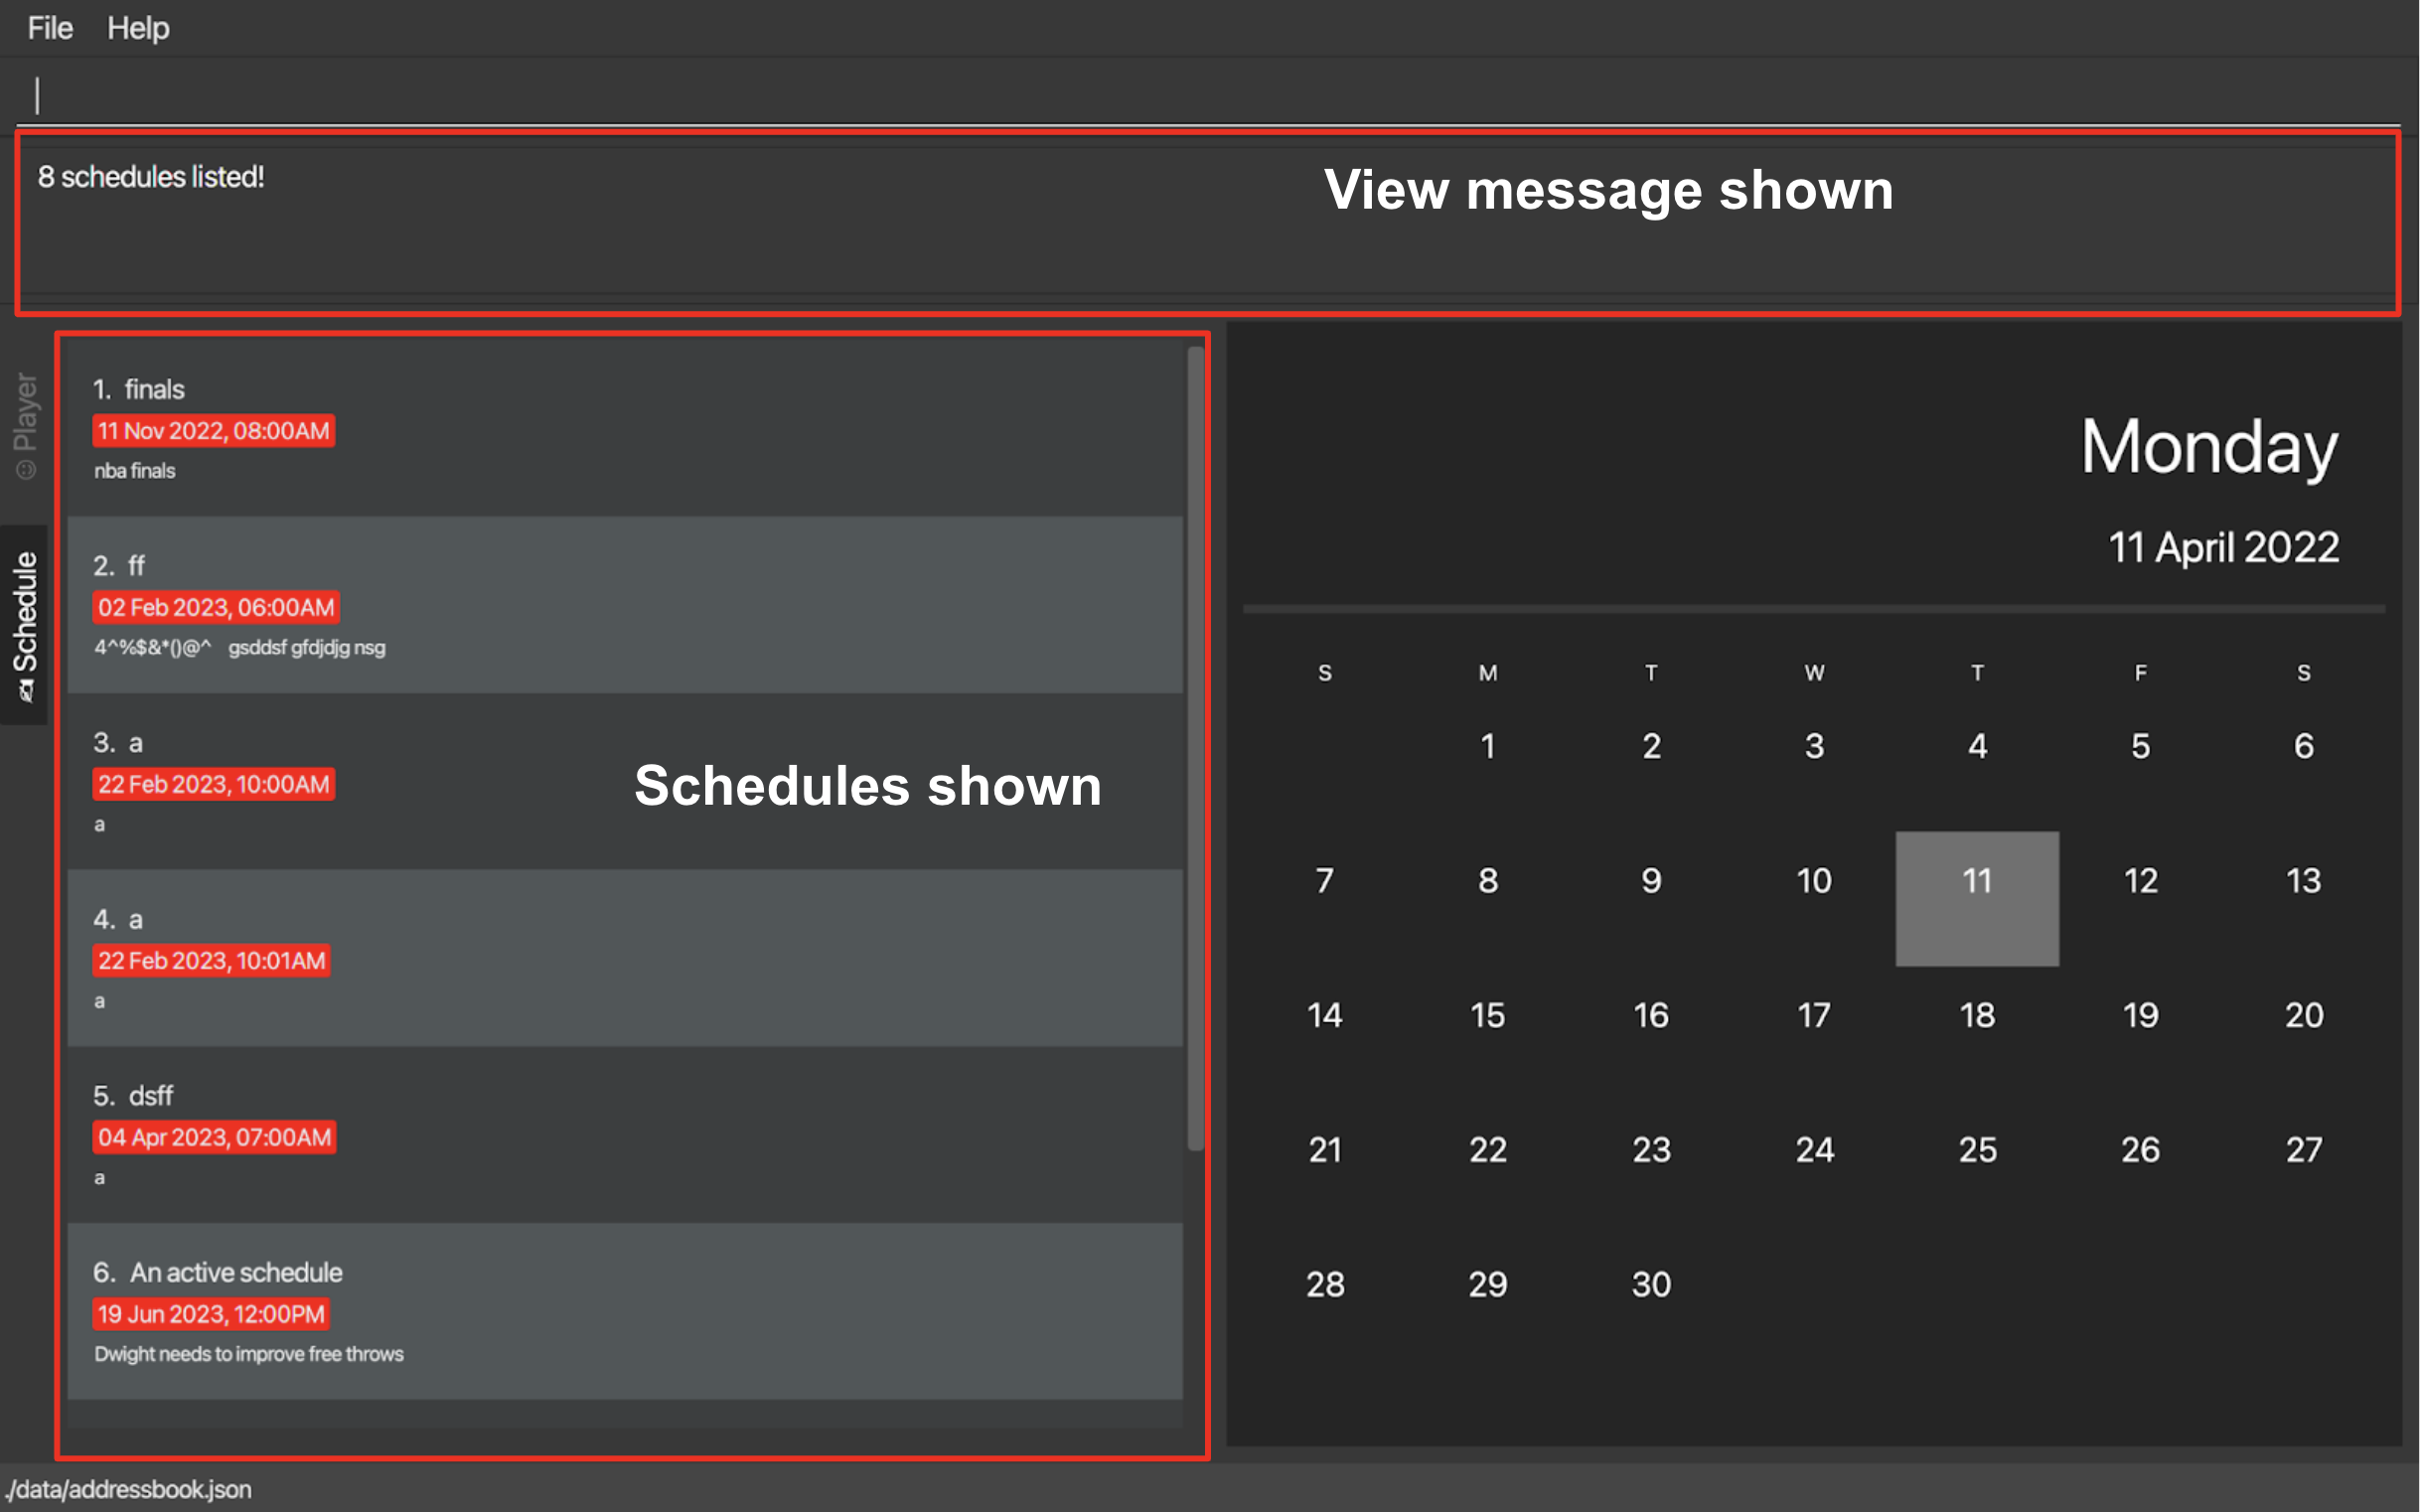 File Help
8 schedules listed!
View message shown
Player
Schedule
1. finals
11 Nov 2022, 08:00AM
nba finals
2. ff
02 Feb 2023, 06:00AM
4^%$&*()@^ gsddsf gfdjdjg nsg
3. a
22 Feb 2023, 10:00AM
a
Schedules shown
4. a
22 Feb 2023, 10:01AM
a
5. dsff
04 Apr 2023, 07:00AM
a
6. An active schedule
19 Jun 2023, 12:00PM
Dwight needs to improve free throws
Monday
11 April 2022
S M T W T F S
1 2 3 4 5 6
7 8 9 10 11 12 13
14 15 16 17 18 19 20
21 22 23 24 25 26 27
28 29 30
./data/addressbook.json